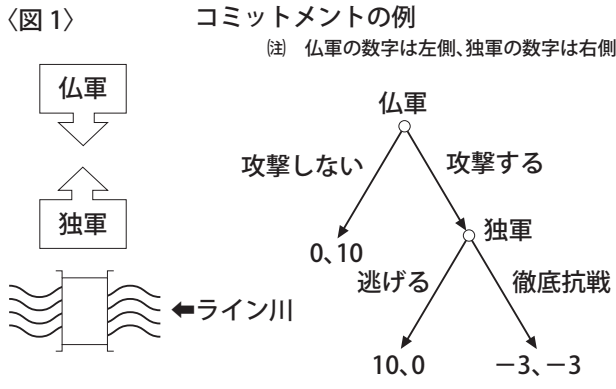 〈図1〉
コミットメントの例
㊟ 仏軍の数字は左側、独軍の数字は右側
仏軍
独軍
⬅ライン川
仏軍
攻撃しない
攻撃する
0、10
独軍
逃げる
徹底抗戦
10、0
−3、−3